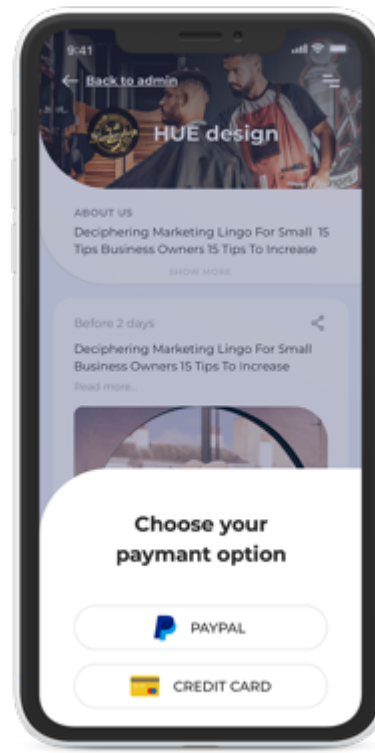 9:41
Back to admin
HUE design
ABOUT US
Deciphering Marketing Lingo For Small 15
Tips Business Owners 15 Tips To Increase
SHOW MORE
Before 2 days
Deciphering Marketing Lingo For Small
Business Owners 15 Tips To Increase
Read more...
Choose your
paymant option
PAYPAL
CREDIT CARD